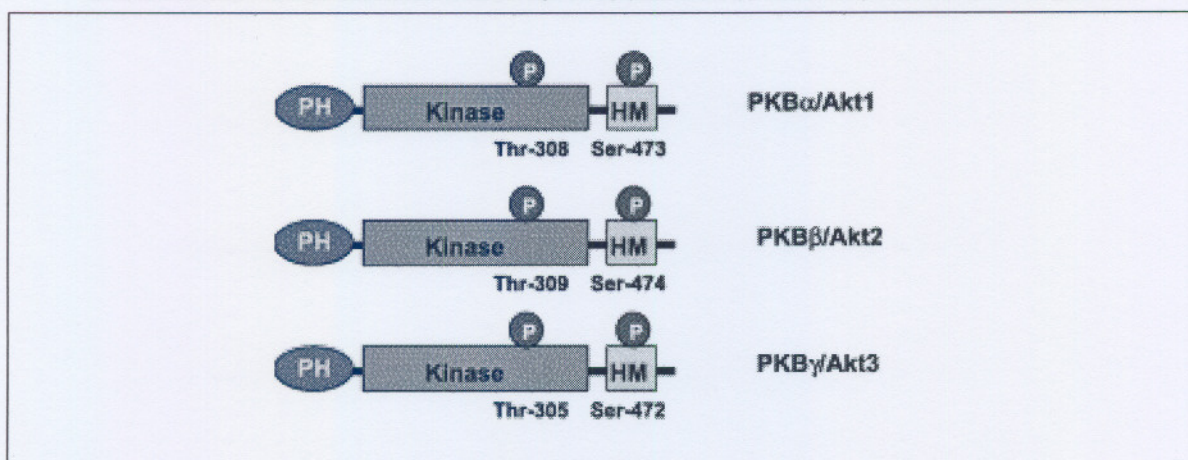 P P
PH Kinase HM PKBα/Akt1
Thr-308 Ser-473
P P
PH Kinase HM PKBβ/Akt2
Thr-309 Ser-474
P P
PH Kinase HM PKBγ/Akt3
Thr-305 Ser-472